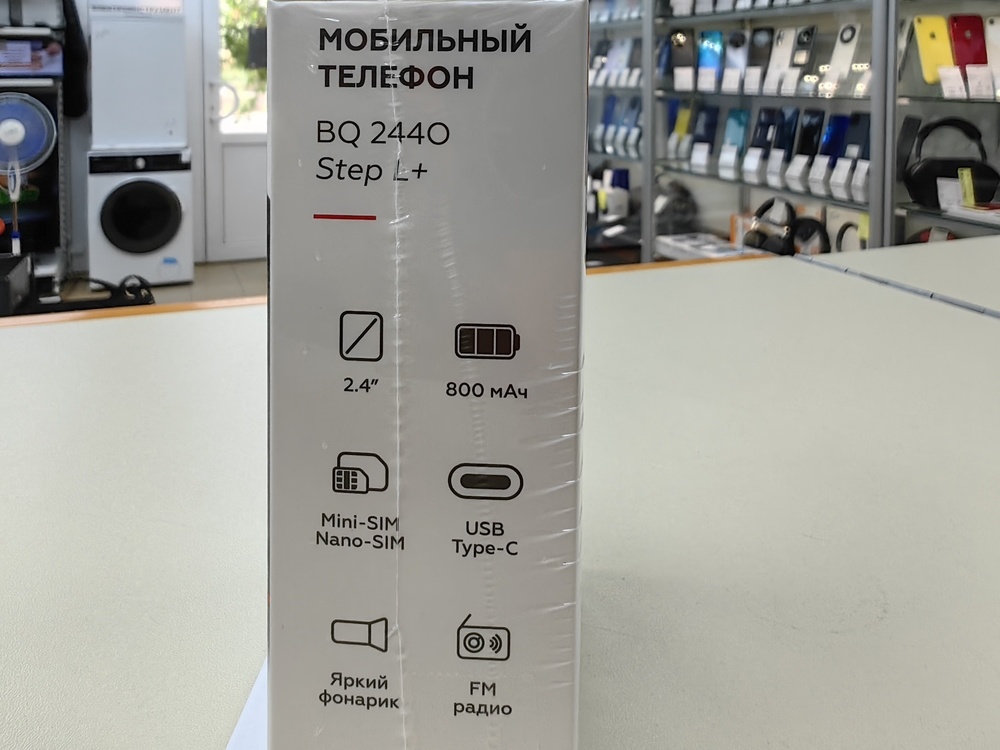 МОБИЛЬНЫЙ
ТЕЛЕФОН
BQ 2440
Step L+
2.4″
800 мАч
Mini-SIM
Nano-SIM
USB
Type-C
Яркий
фонарик
FM
радио